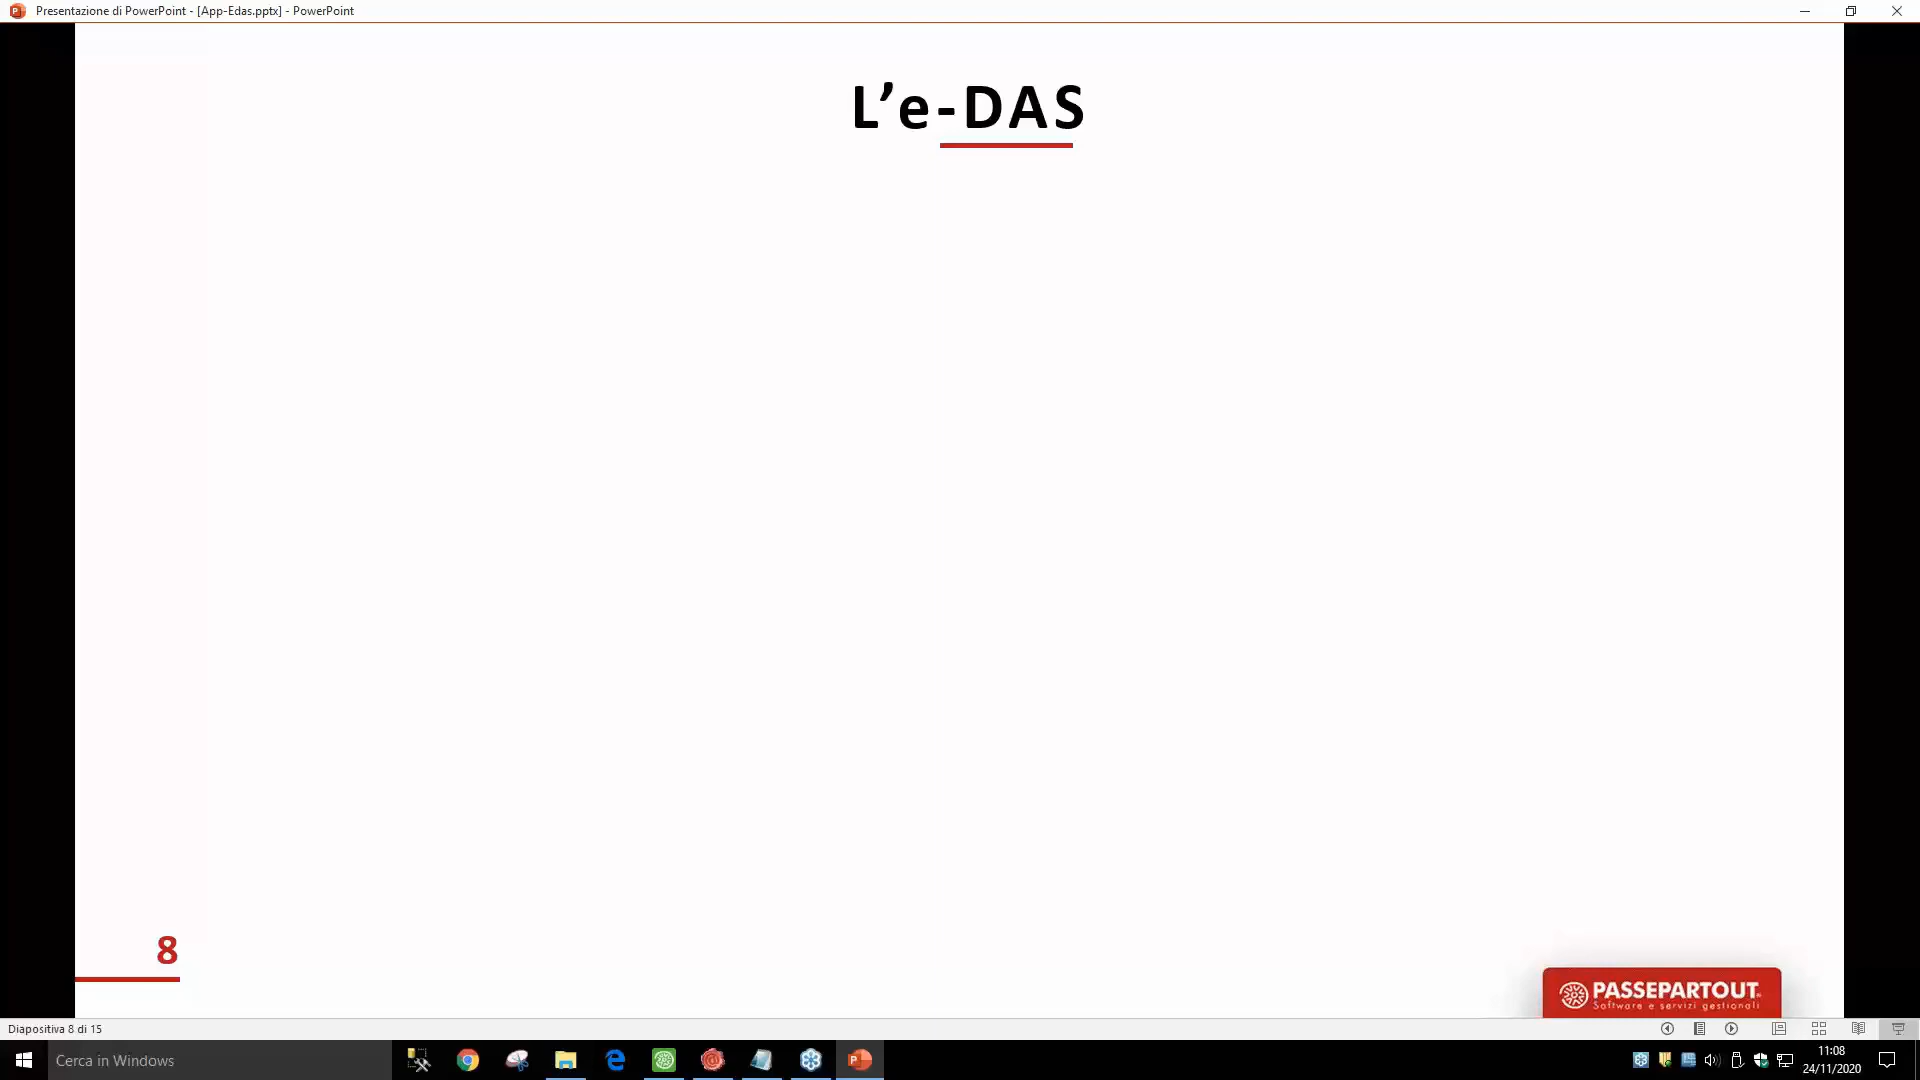 Presentazione di PowerPoint - [App-Edas.pptx] - PowerPoint
L’e-DAS
8
PASSEPARTOUT
Software e servizi gestionali
Diapositiva 8 di 15
Cerca in Windows
11:08
24/11/2020